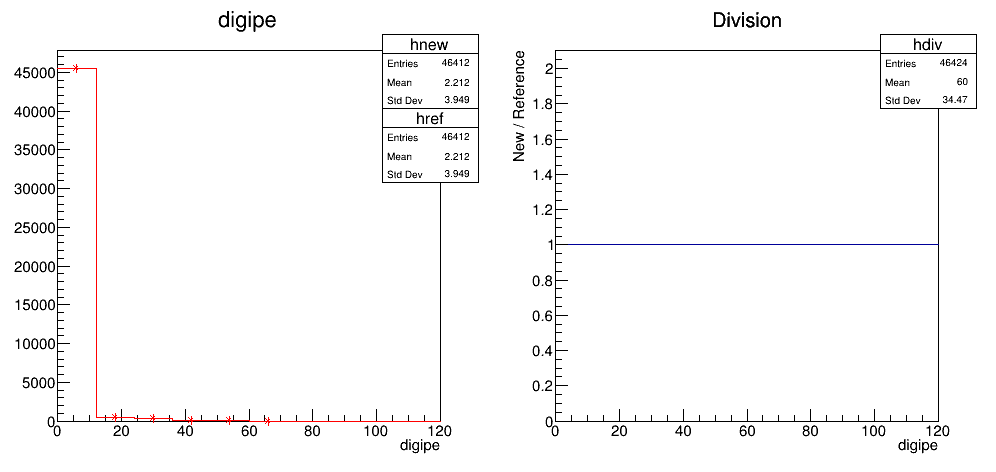 digipe
hnew
Entries 46412
Mean 2.212
Std Dev 3.949
href
Entries 46412
Mean 2.212
Std Dev 3.949
45000
40000
35000
30000
25000
20000
15000
10000
5000
0
0 20 40 60 80 100 120
digipe
Division
hdiv
Entries 46424
Mean 60
Std Dev 34.47
New / Reference
2
1.8
1.6
1.4
1.2
1
0.8
0.6
0.4
0.2
0
0 20 40 60 80 100 120
digipe